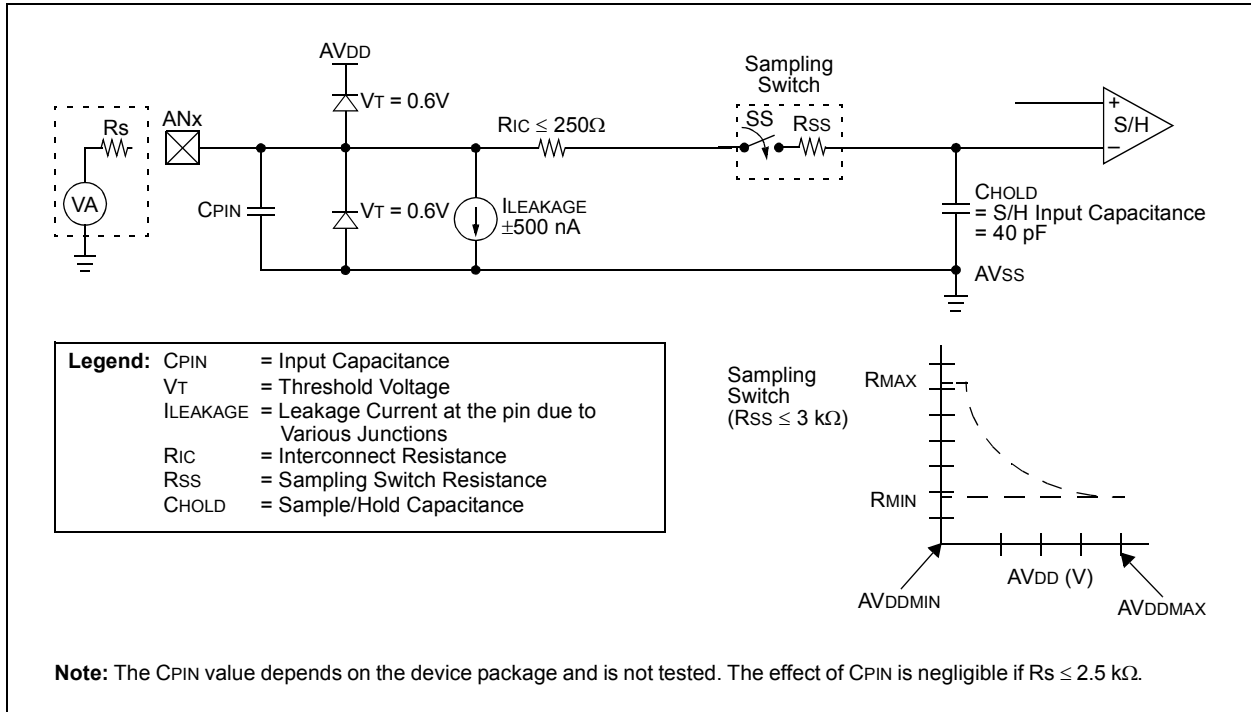 AVDD
VT = 0.6V
Sampling
Switch
Rs
ANx
RIC ≤ 250Ω
SS
RSS
+
S/H
–
VA
CPIN
VT = 0.6V
ILEAKAGE
±500 nA
CHOLD
= S/H Input Capacitance
= 40 pF
AVSS
Legend: CPIN = Input Capacitance
VT = Threshold Voltage
ILEAKAGE = Leakage Current at the pin due to
Various Junctions
RIC = Interconnect Resistance
RSS = Sampling Switch Resistance
CHOLD = Sample/Hold Capacitance
Sampling
Switch
(RSS ≤ 3 kΩ)
RMAX
RMIN
AVDD (V)
AVDDMIN
AVDDMAX
Note: The CPIN value depends on the device package and is not tested. The effect of CPIN is negligible if Rs ≤ 2.5 kΩ.